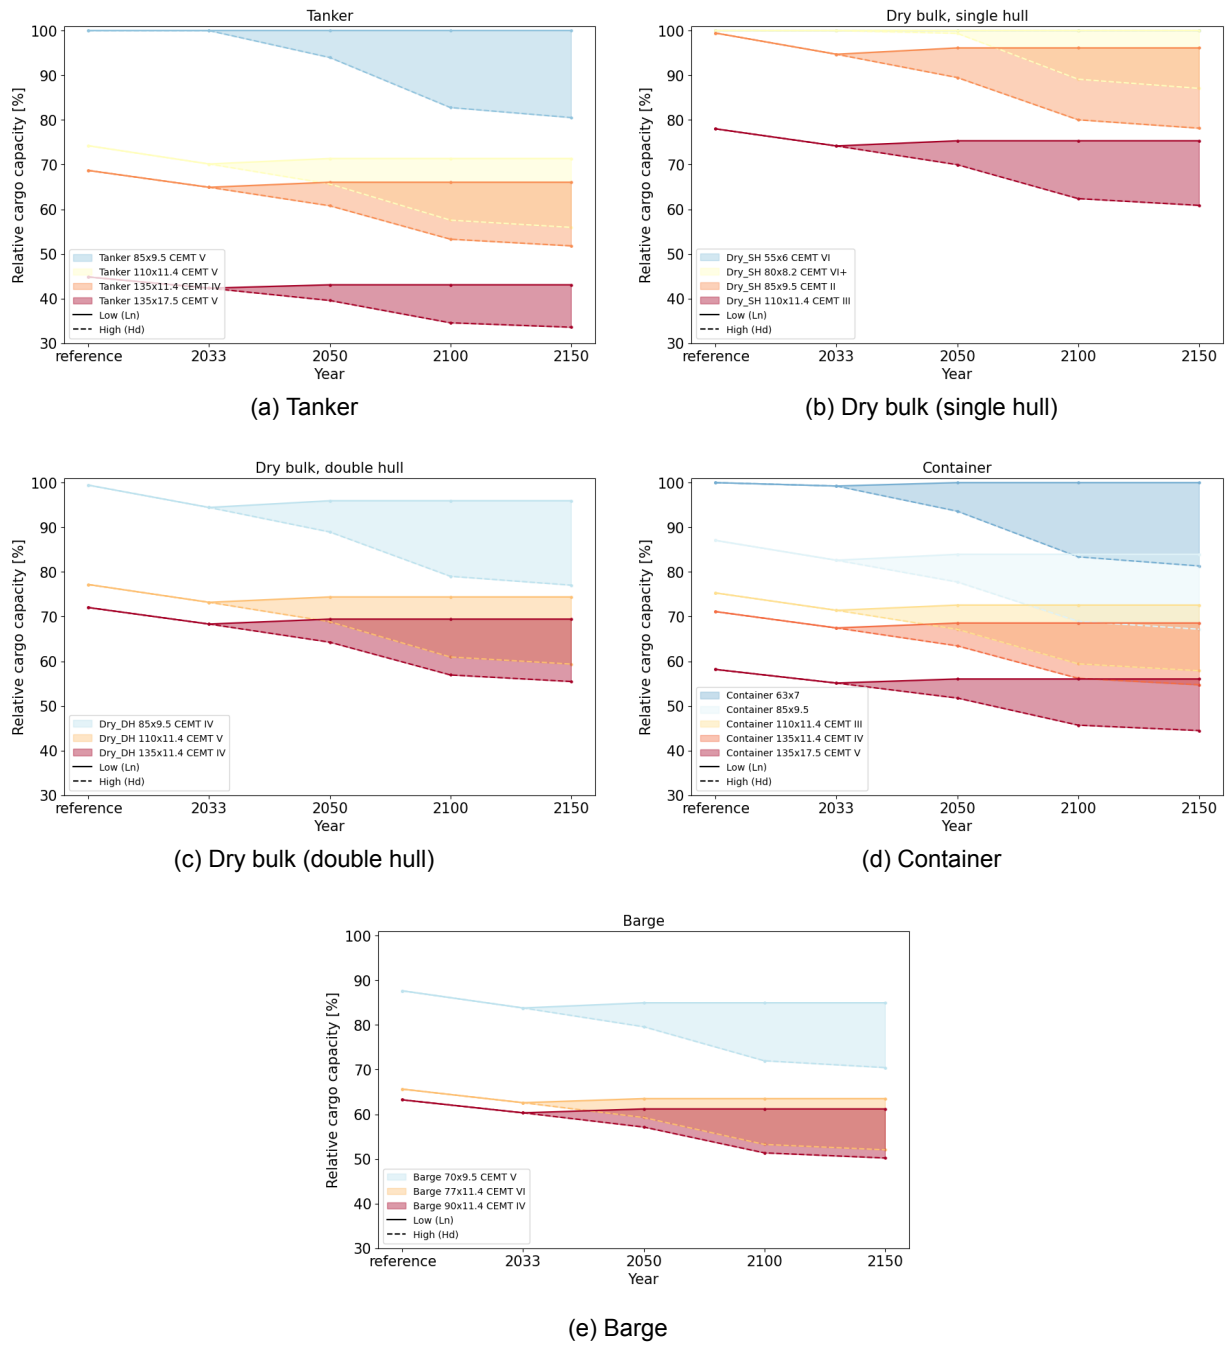 Tanker
Relative cargo capacity [%]
100
90
80
70
60
50
40
30
Tanker 85x9.5 CEMT V
Tanker 110x11.4 CEMT V
Tanker 135x11.4 CEMT IV
Tanker 135x17.5 CEMT V
Low (Ln)
High (Hd)
reference 2033 2050 2100 2150
Year
(a) Tanker
Dry bulk, single hull
Relative cargo capacity [%]
100
90
80
70
60
50
40
30
Dry_SH 55x6 CEMT VI
Dry_SH 80x8.2 CEMT VI+
Dry_SH 85x9.5 CEMT II
Dry_SH 110x11.4 CEMT III
Low (Ln)
High (Hd)
reference 2033 2050 2100 2150
Year
(b) Dry bulk (single hull)
Dry bulk, double hull
Relative cargo capacity [%]
100
90
80
70
60
50
40
30
Dry_DH 85x9.5 CEMT IV
Dry_DH 110x11.4 CEMT V
Dry_DH 135x11.4 CEMT IV
Low (Ln)
High (Hd)
reference 2033 2050 2100 2150
Year
(c) Dry bulk (double hull)
Container
Relative cargo capacity [%]
100
90
80
70
60
50
40
30
Container 63x7
Container 85x9.5
Container 110x11.4 CEMT III
Container 135x11.4 CEMT IV
Container 135x17.5 CEMT V
Low (Ln)
High (Hd)
reference 2033 2050 2100 2150
Year
(d) Container
Barge
Relative cargo capacity [%]
100
90
80
70
60
50
40
30
Barge 70x9.5 CEMT V
Barge 77x11.4 CEMT VI
Barge 90x11.4 CEMT IV
Low (Ln)
High (Hd)
reference 2033 2050 2100 2150
Year
(e) Barge